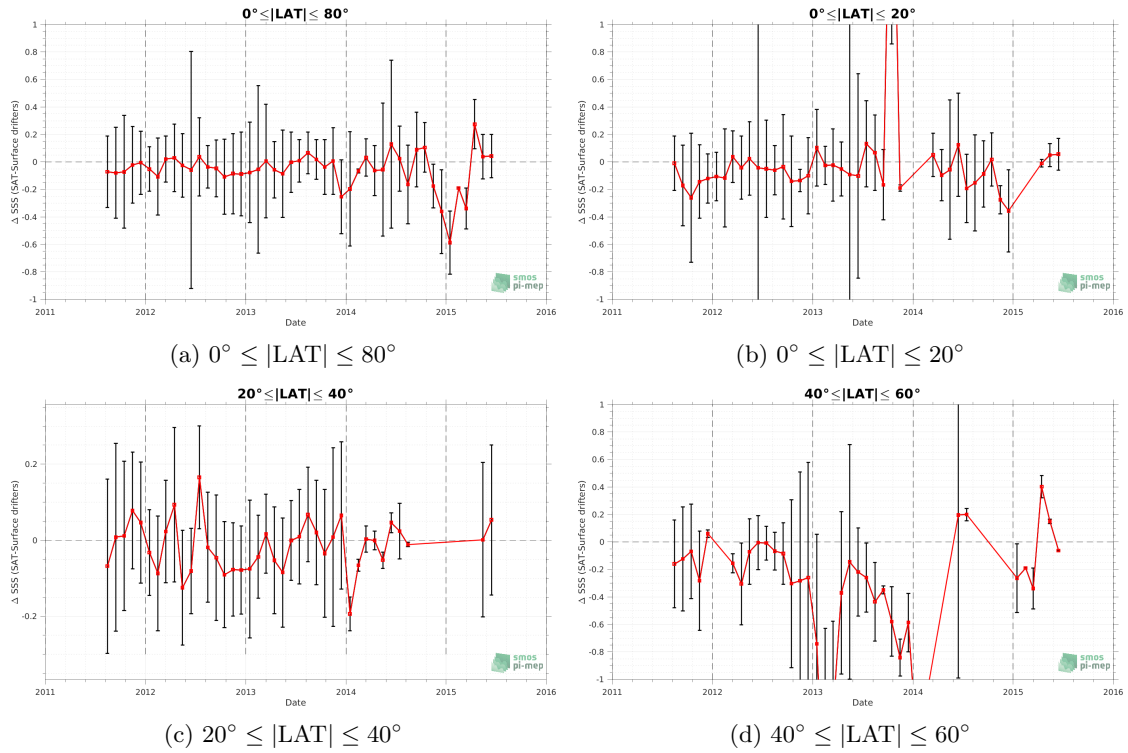 0°≤|LAT|≤ 80°
1
0.8
0.6
0.4
0.2
0
-0.2
-0.4
-0.6
-0.8
-1
Δ SSS (SAT-Surface drifters)
2011 2012 2013 2014 2015 2016
Date
smos
pi-mep
(a) 0° ≤ |LAT| ≤ 80°
0°≤|LAT|≤ 20°
1
0.8
0.6
0.4
0.2
0
-0.2
-0.4
-0.6
-0.8
-1
Δ SSS (SAT-Surface drifters)
2011 2012 2013 2014 2015 2016
Date
smos
pi-mep
(b) 0° ≤ |LAT| ≤ 20°
20°≤|LAT|≤ 40°
0.2
0
-0.2
Δ SSS (SAT-Surface drifters)
2011 2012 2013 2014 2015 2016
Date
smos
pi-mep
(c) 20° ≤ |LAT| ≤ 40°
40°≤|LAT|≤ 60°
1
0.8
0.6
0.4
0.2
0
-0.2
-0.4
-0.6
-0.8
-1
Δ SSS (SAT-Surface drifters)
2011 2012 2013 2014 2015 2016
Date
smos
pi-mep
(d) 40° ≤ |LAT| ≤ 60°